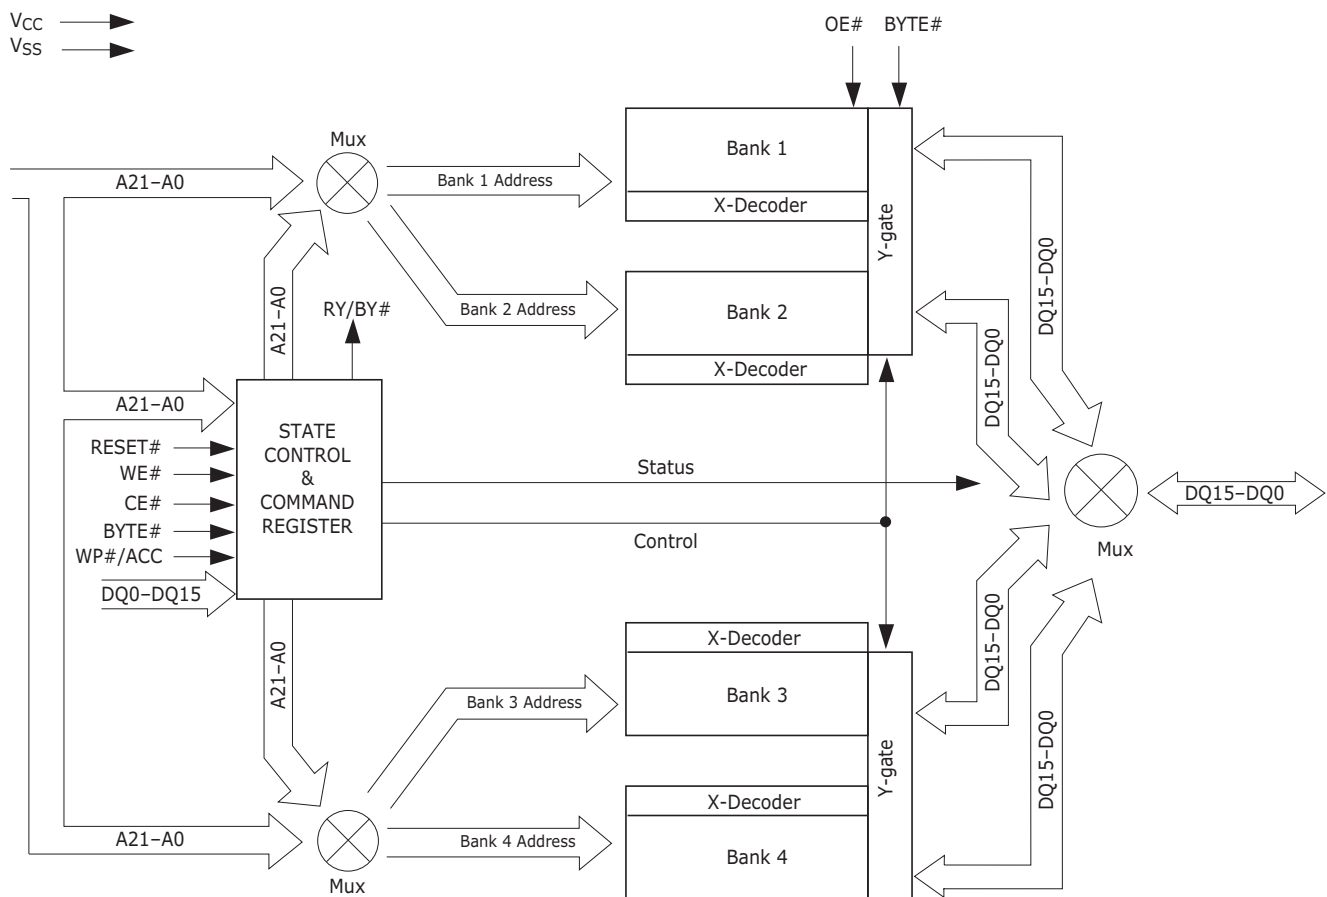 VCC
VSS
OE# BYTE#
Mux
A21–A0
Bank 1 Address
Bank 1
X-Decoder
Y-gate
DQ15–DQ0
A21–A0
RY/BY#
Bank 2 Address
Bank 2
X-Decoder
DQ15–DQ0
A21–A0
RESET#
WE#
CE#
BYTE#
WP#/ACC
DQ0–DQ15
STATE
CONTROL
&
COMMAND
REGISTER
Status
Control
DQ15–DQ0
Mux
A21–A0
X-Decoder
Bank 3 Address
Bank 3
Y-gate
DQ15–DQ0
DQ15–DQ0
X-Decoder
A21–A0
Bank 4 Address
Bank 4
Mux